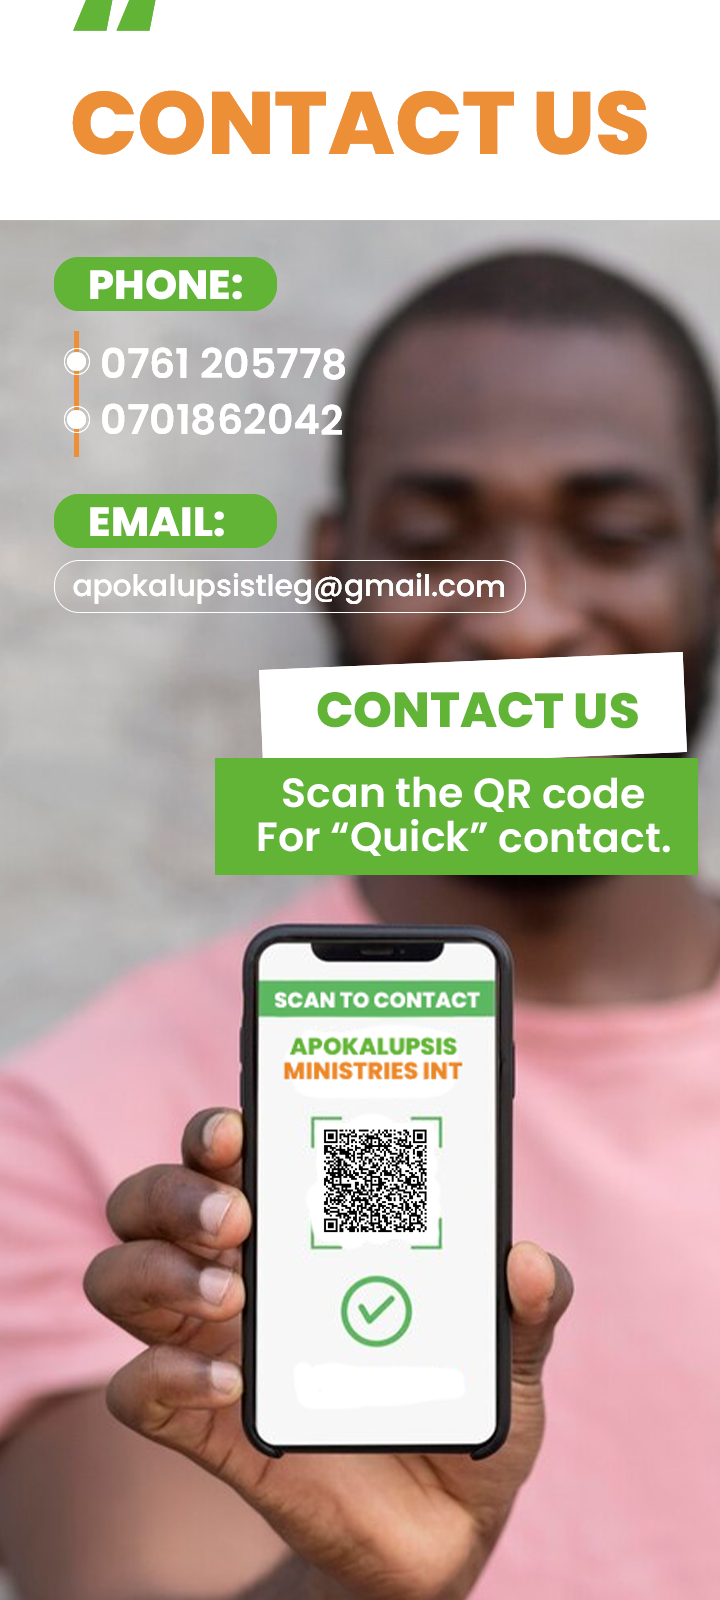 CONTACT US
PHONE:
0761 205778
0701862042
EMAIL:
apokalupsistleg@gmail.com
CONTACT US
Scan the QR code
For “Quick” contact.
SCAN TO CONTACT
APOKALUPSIS
MINISTRIES INT